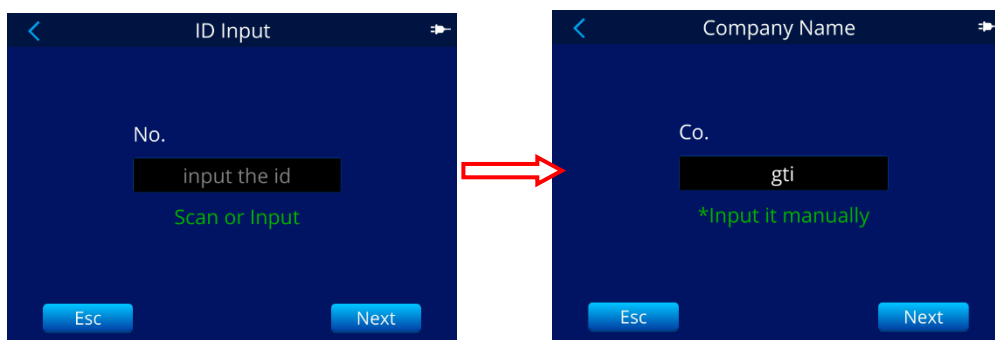 ID Input
No.
input the id
Scan or Input
Esc
Next
Company Name
Co.
gti
*Input it manually
Esc
Next